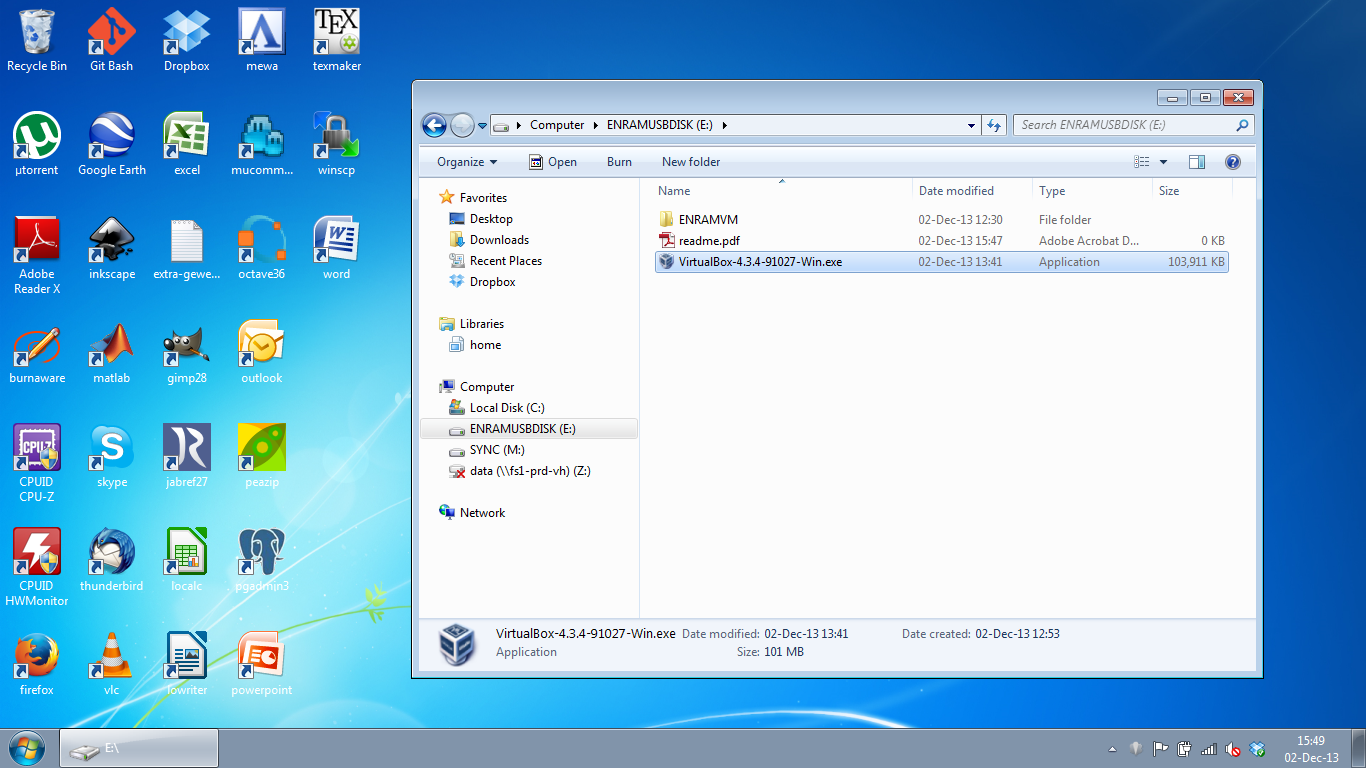 Recycle Bin
Git Bash
Dropbox
mewa
TEX
texmaker
µtorrent
Google Earth
excel
mucomm...
winscp
Adobe
Reader X
inkscape
extra-gewe...
octave36
word
burnaware
matlab
gimp28
outlook
CPU-Z
CPUID
CPU-Z
skype
jabref27
peazip
CPUID
HWMonitor
thunderbird
localc
pgadmin3
firefox
vlc
lowriter
powerpoint
Computer ENRAMUSBDISK (E:)
Search ENRAMUSBDISK (E:)
Organize Open Burn New folder
Favorites
Desktop
Downloads
Recent Places
Dropbox
Libraries
home
Computer
Local Disk (C:)
ENRAMUSBDISK (E:)
SYNC (M:)
data (\\fs1-prd-vh) (Z:)
Network
Name Date modified Type Size
ENRAMVM 02-Dec-13 12:30 File folder
readme.pdf 02-Dec-13 15:47 Adobe Acrobat D... 0 KB
VirtualBox-4.3.4-91027-Win.exe 02-Dec-13 13:41 Application 103,911 KB
VirtualBox-4.3.4-91027-Win.exe Date modified: 02-Dec-13 13:41 Date created: 02-Dec-13 12:53
Application Size: 101 MB
E:\
15:49
02-Dec-13